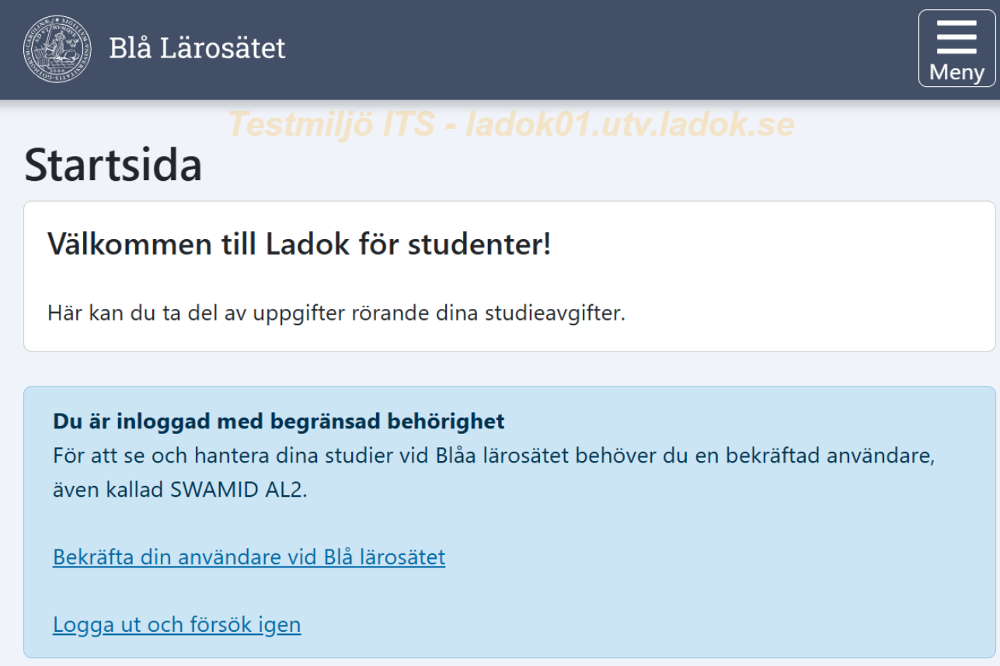 Blå Lärosätet
Meny
Testmiljö ITS - ladok01.utv.ladok.se
Startsida
Välkommen till Ladok för studenter!
Här kan du ta del av uppgifter rörande dina studieavgifter.
Du är inloggad med begränsad behörighet
För att se och hantera dina studier vid Blåa lärosätet behöver du en bekräftad användare,
även kallad SWAMID AL2.
Bekräfta din användare vid Blå lärosätet
Logga ut och försök igen